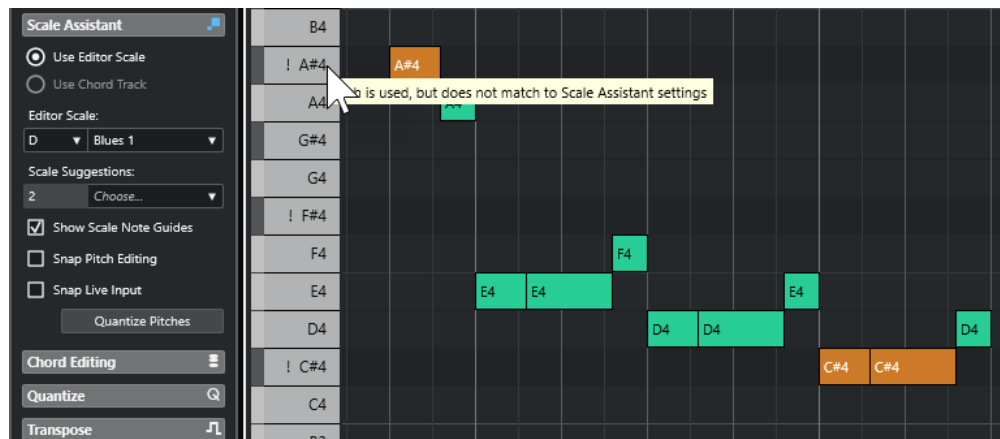 Scale Assistant
Use Editor Scale
Use Chord Track
Editor Scale:
D Blues 1
Scale Suggestions:
2 Choose...
Show Scale Note Guides
Snap Pitch Editing
Snap Live Input
Quantize Pitches
Chord Editing
Quantize Q
Transpose
B4
! A#4 A#4
is used, but does not match to Scale Assistant settings
A4 A4
G#4
G4
! F#4
F4 F4
E4 E4 E4 E4
D4 D4 D4 D4
! C#4 C#4 C#4
C4